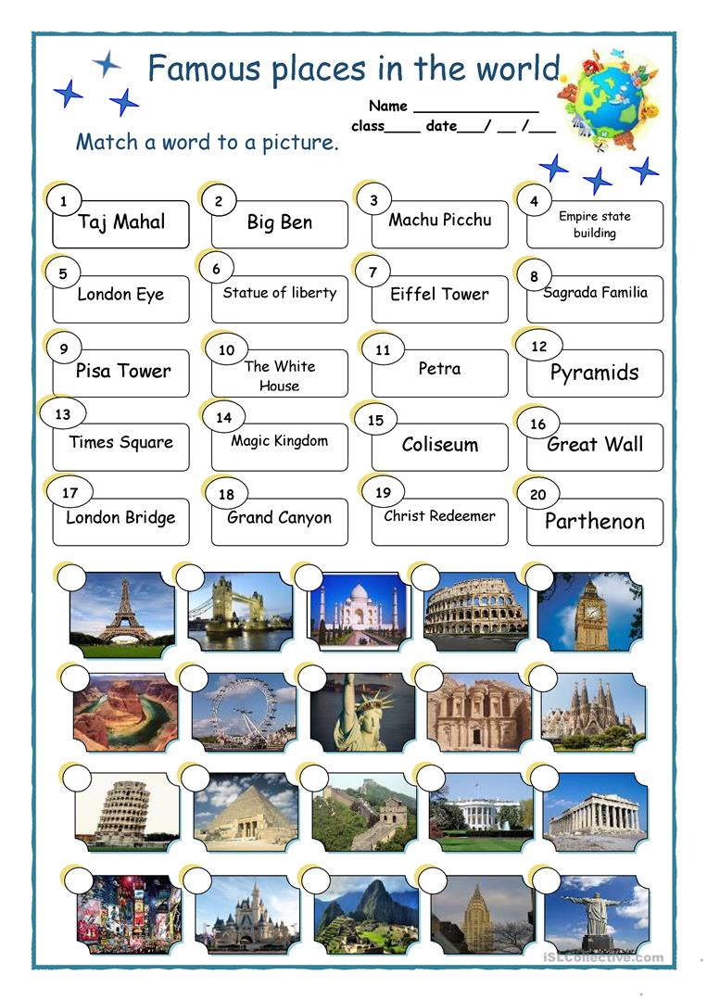 Famous places in the world
Name _______________
class____ date___/ __ /___
Match a word to a picture.
1
Taj Mahal
2
Big Ben
3
Machu Picchu
4
Empire state
building
5
London Eye
6
Statue of liberty
7
Eiffel Tower
8
Sagrada Familia
9
Pisa Tower
10
The White
House
11
Petra
12
Pyramids
13
Times Square
14
Magic Kingdom
15
Coliseum
16
Great Wall
17
London Bridge
18
Grand Canyon
19
Christ Redeemer
20
Parthenon
iSLCollective.com